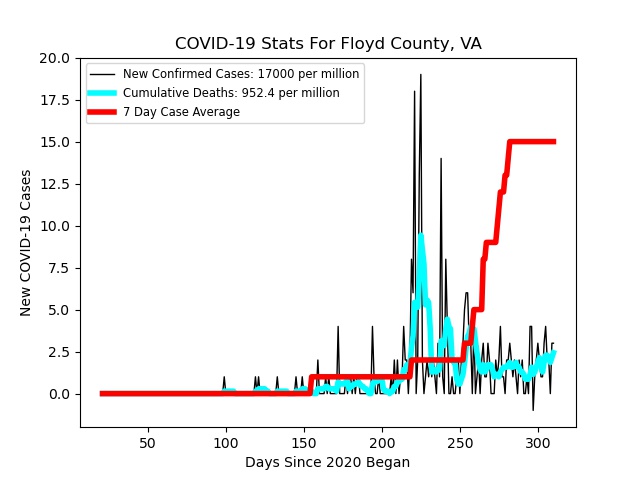 COVID-19 Stats For Floyd County, VA
New Confirmed Cases: 17000 per million
Cumulative Deaths: 952.4 per million
7 Day Case Average
New COVID-19 Cases
20.0
17.5
15.0
12.5
10.0
7.5
5.0
2.5
0.0
50 100 150 200 250 300
Days Since 2020 Began